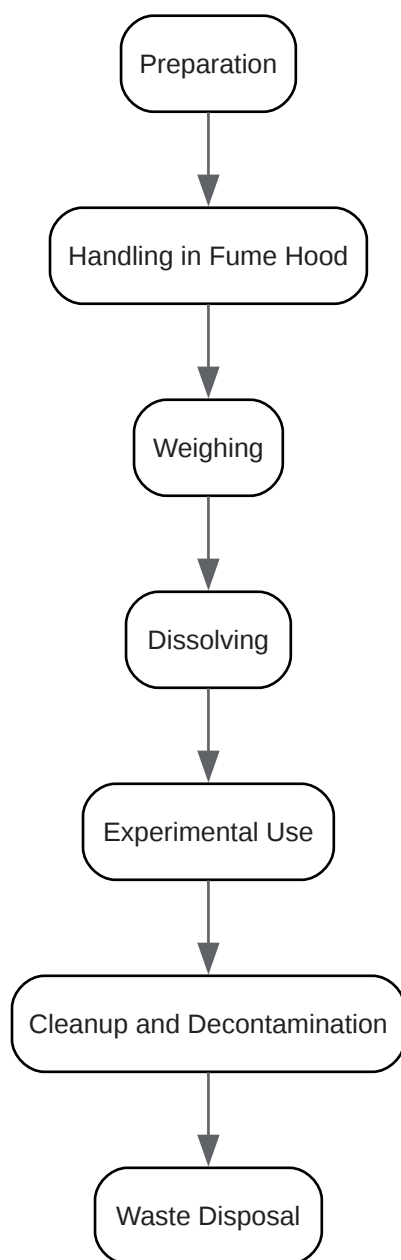 Preparation
Handling in Fume Hood
Weighing
Dissolving
Experimental Use
Cleanup and Decontamination
Waste Disposal